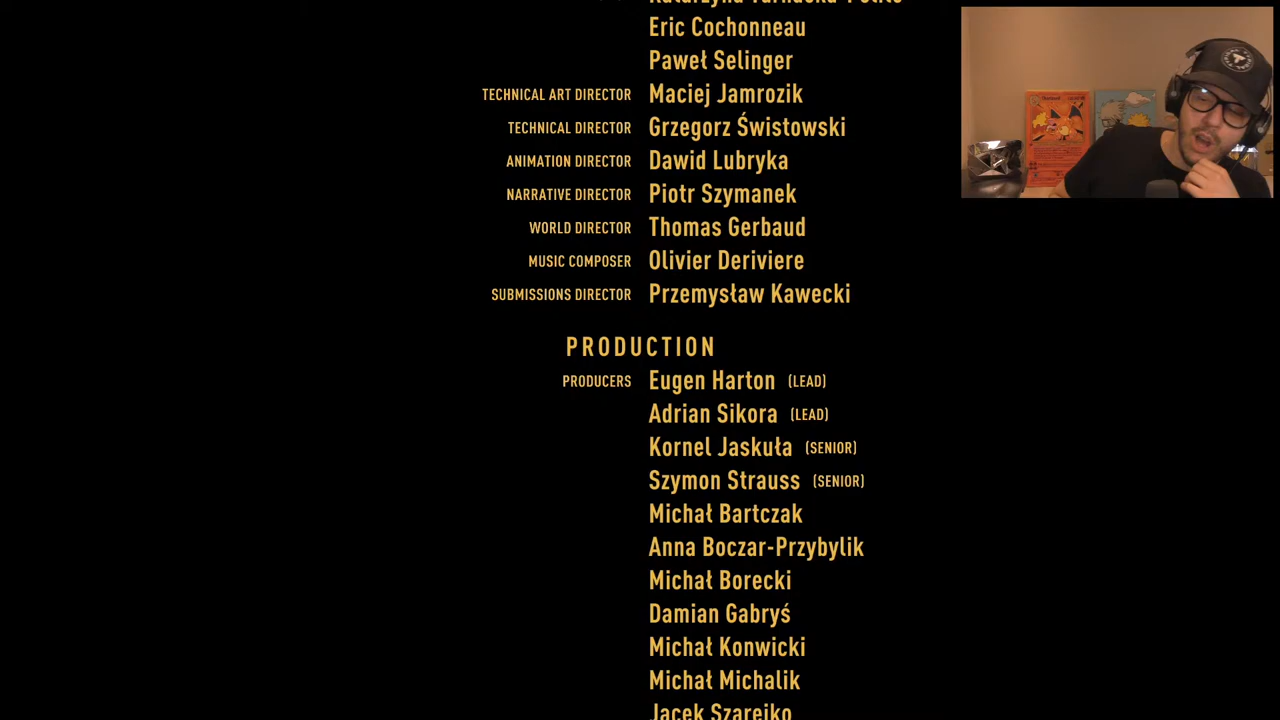 Eric Cochonneau
Paweł Selinger
TECHNICAL ART DIRECTOR Maciej Jamrozik
TECHNICAL DIRECTOR Grzegorz Świstowski
ANIMATION DIRECTOR Dawid Lubryka
NARRATIVE DIRECTOR Piotr Szymanek
WORLD DIRECTOR Thomas Gerbaud
MUSIC COMPOSER Olivier Deriviere
SUBMISSIONS DIRECTOR Przemysław Kawecki
PRODUCTION
PRODUCERS Eugen Harton (LEAD)
Adrian Sikora (LEAD)
Kornel Jaskuła (SENIOR)
Szymon Strauss (SENIOR)
Michał Bartczak
Anna Boczar-Przybylik
Michał Borecki
Damian Gabryś
Michał Konwicki
Michał Michalik
Jacek Szarejko